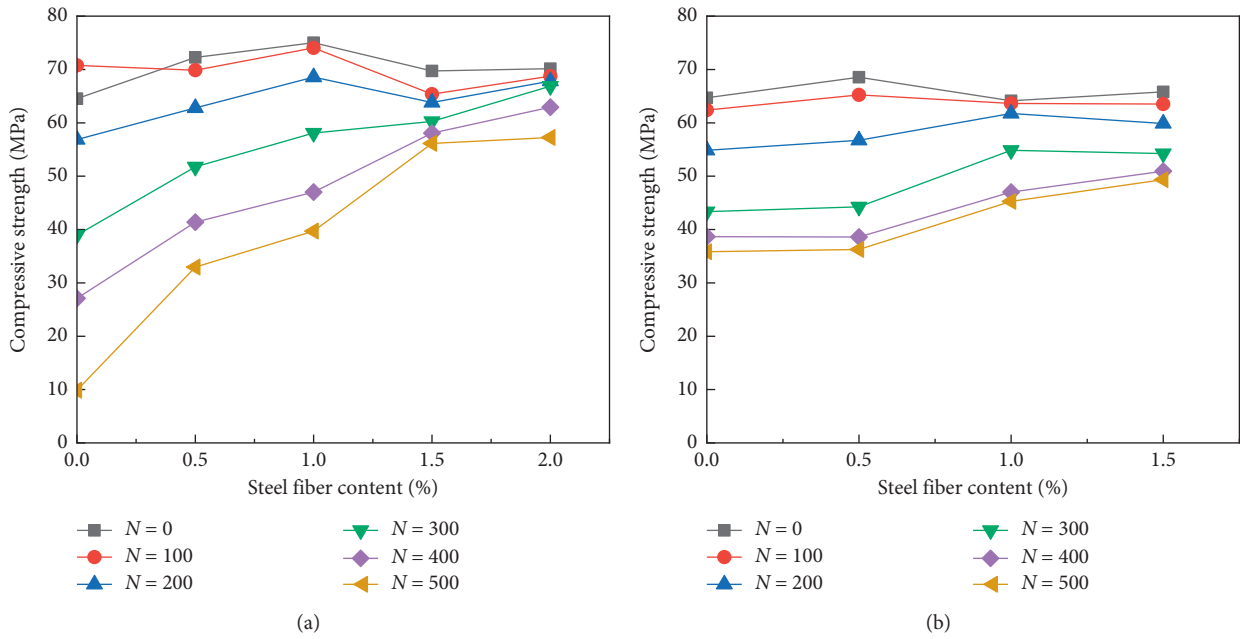 80
70
60
50
40
30
20
10
0
Compressive strength (MPa)
0.0 0.5 1.0 1.5 2.0
Steel fiber content (%)
N = 0 N = 300
N = 100 N = 400
N = 200 N = 500
(a)
80
70
60
50
40
30
20
10
0
Compressive strength (MPa)
0.0 0.5 1.0 1.5
Steel fiber content (%)
N = 0 N = 300
N = 100 N = 400
N = 200 N = 500
(b)